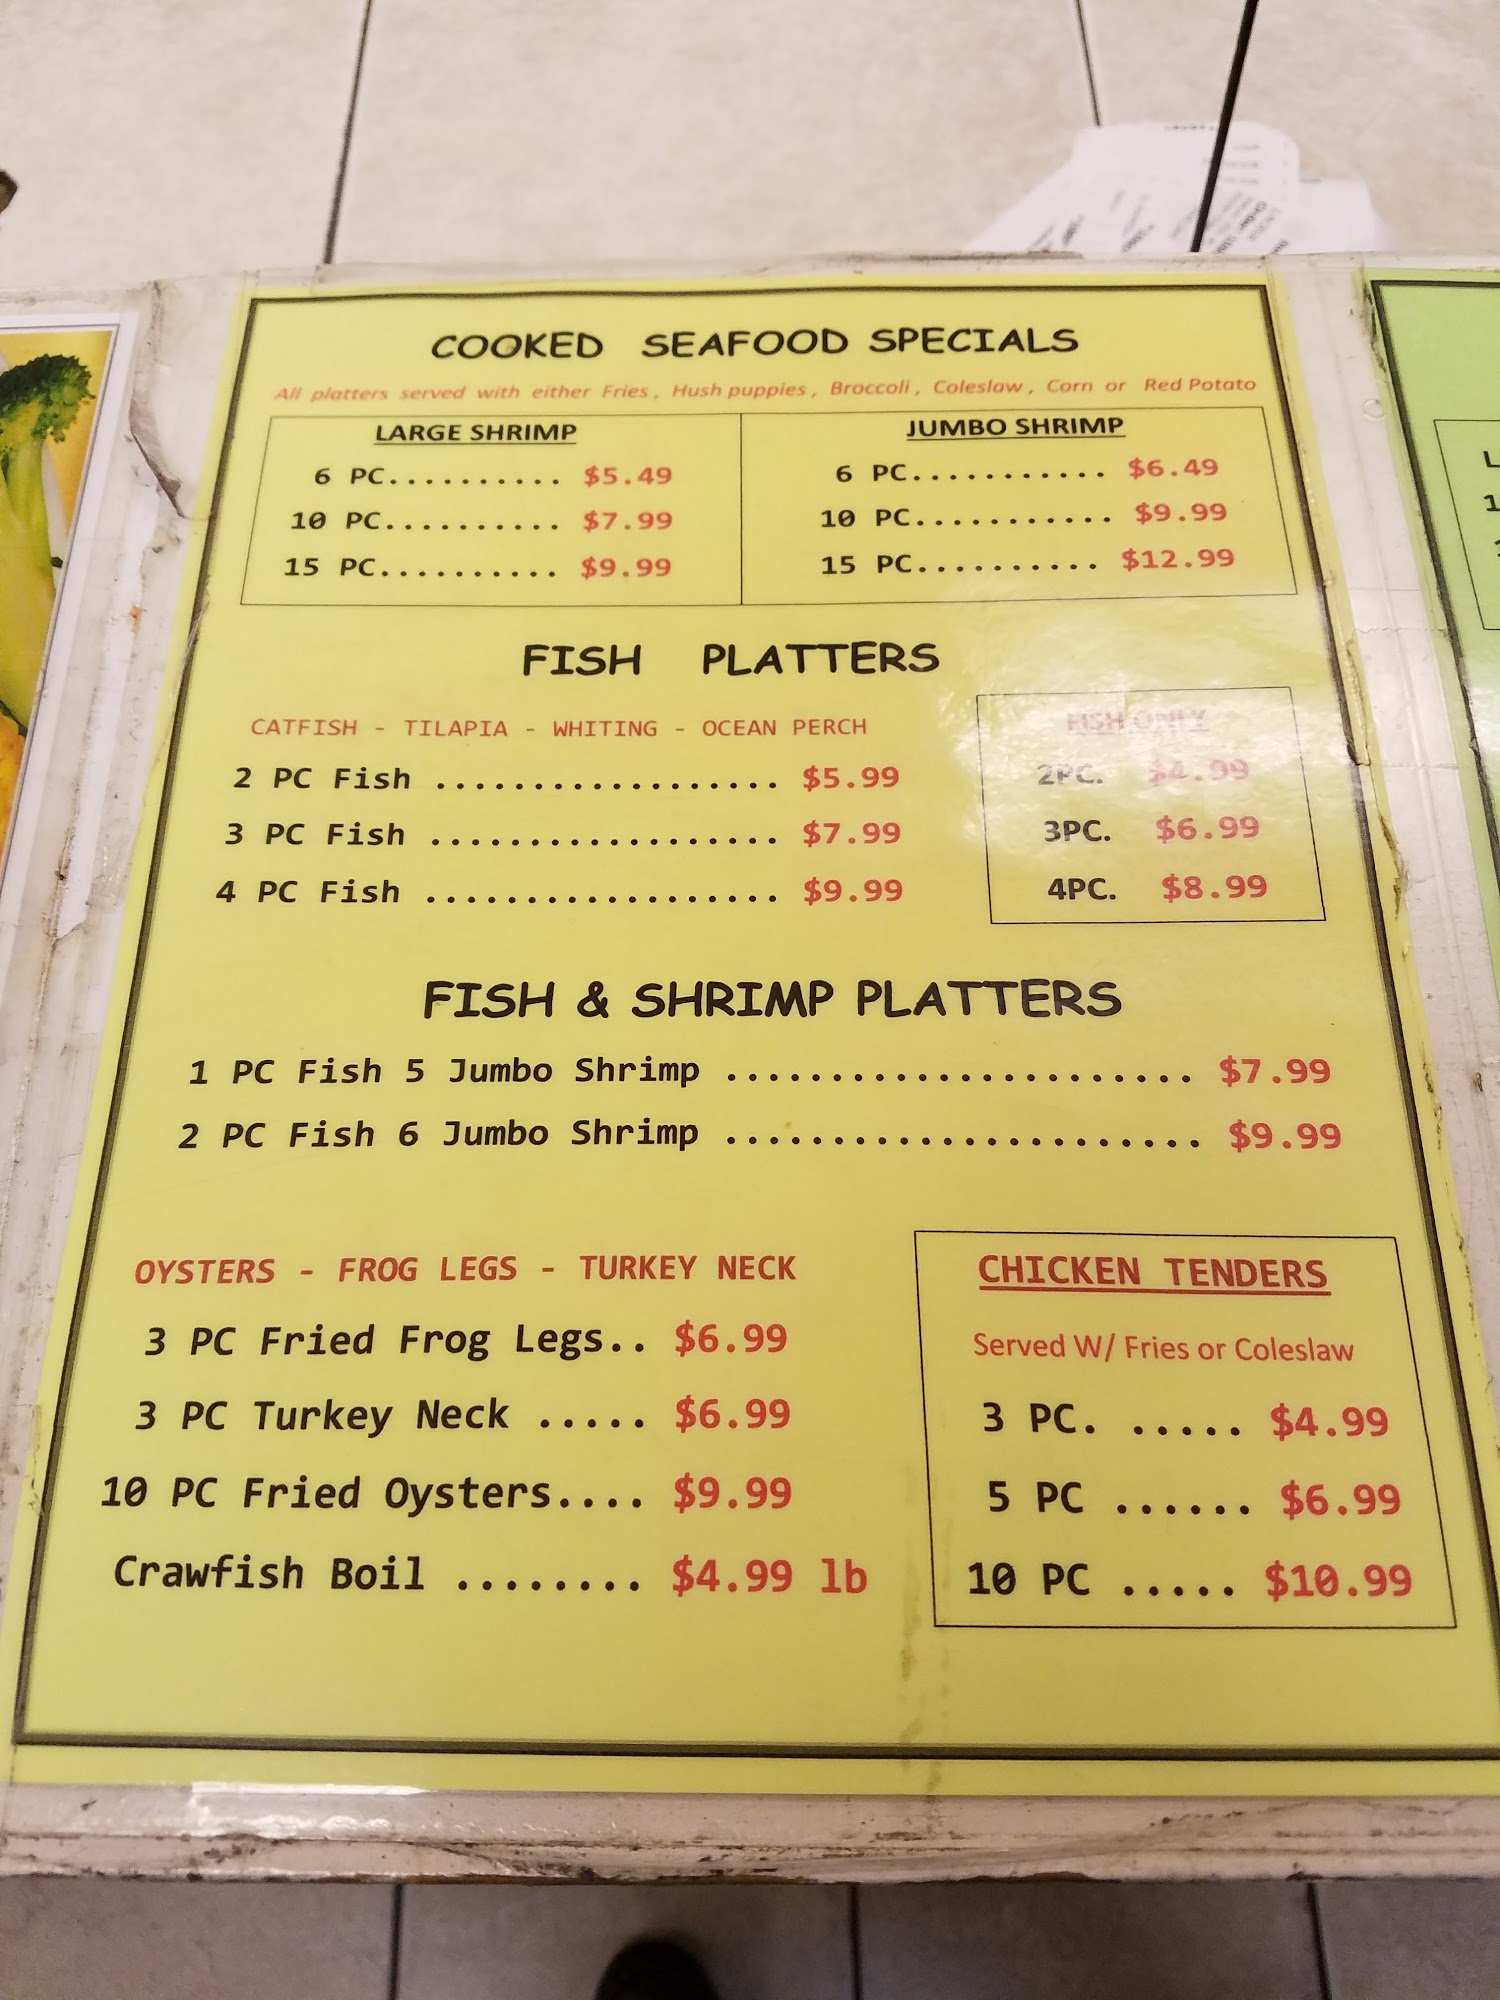 COOKED SEAFOOD SPECIALS
All platters served with either Fries, Hush puppies, Broccoli, Coleslaw, Corn or Red Potato
LARGE SHRIMP
6 PC.......... $5.49
10 PC.......... $7.99
15 PC.......... $9.99
JUMBO SHRIMP
6 PC........... $6.49
10 PC........... $9.99
15 PC.......... $12.99
FISH PLATTERS
CATFISH - TILAPIA - WHITING - OCEAN PERCH
2 PC Fish .................. $5.99
3 PC Fish .................. $7.99
4 PC Fish .................. $9.99
FISH ONLY
2PC. $4.99
3PC. $6.99
4PC. $8.99
FISH & SHRIMP PLATTERS
1 PC Fish 5 Jumbo Shrimp ...................... $7.99
2 PC Fish 6 Jumbo Shrimp ...................... $9.99
OYSTERS - FROG LEGS - TURKEY NECK
3 PC Fried Frog Legs.. $6.99
3 PC Turkey Neck ..... $6.99
10 PC Fried Oysters.... $9.99
Crawfish Boil ........ $4.99 lb
CHICKEN TENDERS
Served W/ Fries or Coleslaw
3 PC. ..... $4.99
5 PC ...... $6.99
10 PC ..... $10.99